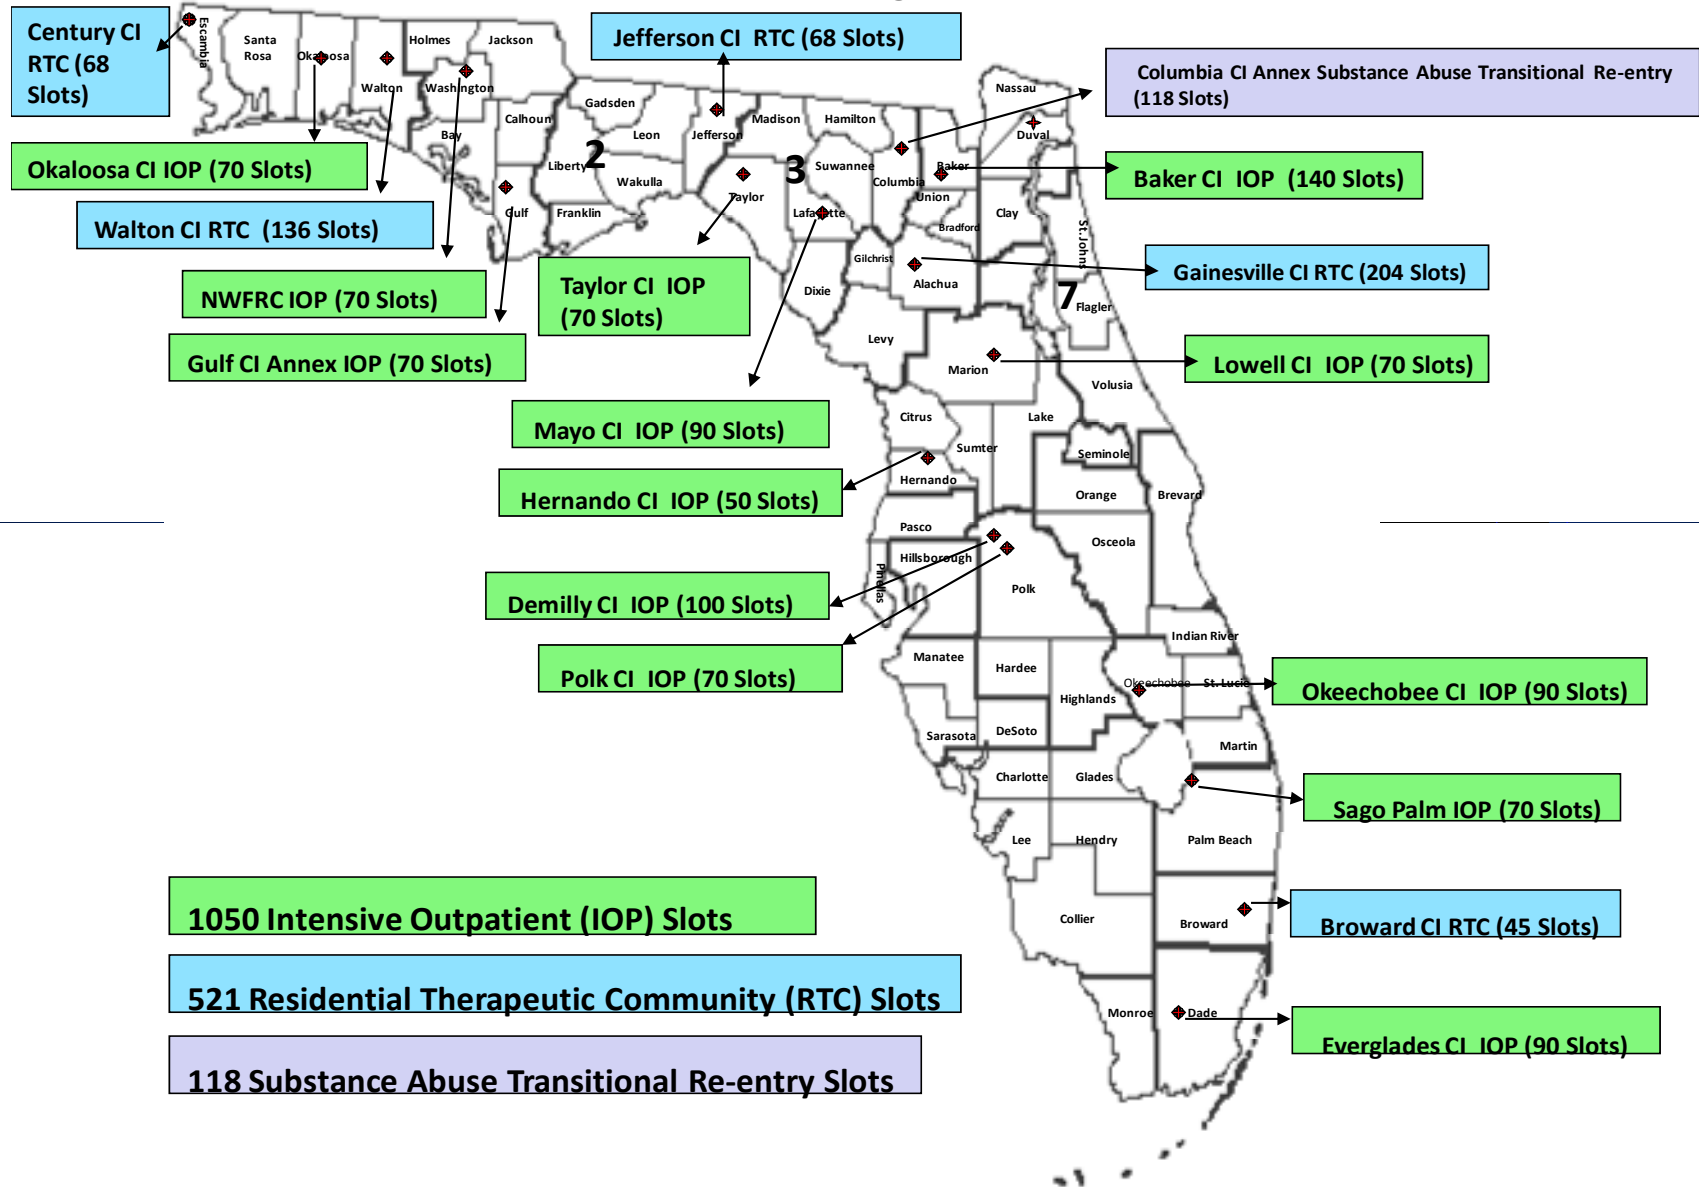 Century CI
RTC (68
Slots)
Jefferson CI RTC (68 Slots)
Columbia CI Annex Substance Abuse Transitional Re-entry
(118 Slots)
Okaloosa CI IOP (70 Slots)
Baker CI IOP (140 Slots)
Walton CI RTC (136 Slots)
NWFRC IOP (70 Slots)
Taylor CI IOP
(70 Slots)
Gainesville CI RTC (204 Slots)
Gulf CI Annex IOP (70 Slots)
Lowell CI IOP (70 Slots)
Mayo CI IOP (90 Slots)
Hernando CI IOP (50 Slots)
Demilly CI IOP (100 Slots)
Polk CI IOP (70 Slots)
Okeechobee CI IOP (90 Slots)
Sago Palm IOP (70 Slots)
Broward CI RTC (45 Slots)
Everglades CI IOP (90 Slots)
1050 Intensive Outpatient (IOP) Slots
521 Residential Therapeutic Community (RTC) Slots
118 Substance Abuse Transitional Re-entry Slots
Escambia
Santa
Rosa
Okaloosa
Walton
Holmes
Jackson
Washington
Bay
Calhoun
Gulf
Liberty
2
Gadsden
Leon
Wakulla
Franklin
Jefferson
Madison
Taylor
3
Hamilton
Suwannee
Lafayette
Columbia
Baker
Nassau
Duval
Union
Bradford
Clay
St. Johns
Gilchrist
Alachua
Dixie
7
Flagler
Levy
Marion
Volusia
Citrus
Lake
Sumter
Seminole
Hernando
Orange
Brevard
Pasco
Osceola
Hillsborough
Pinellas
Polk
Indian River
Manatee
Hardee
Okeechobee
St. Lucie
Highlands
Sarasota
DeSoto
Martin
Charlotte
Glades
Lee
Hendry
Palm Beach
Collier
Broward
Monroe
Dade